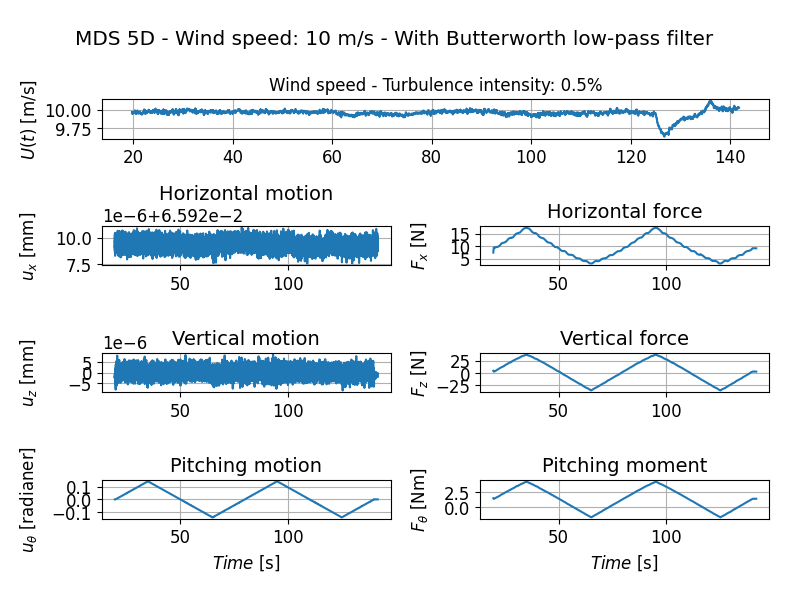 MDS 5D - Wind speed: 10 m/s - With Butterworth low-pass filter
Wind speed - Turbulence intensity: 0.5%
U(t) [m/s]
10.00
9.75
20 40 60 80 100 120 140
Horizontal motion
1e−6+6.592e−2
u_x [mm]
10.0
7.5
50 100
Horizontal force
F_x [N]
15
10
5
50 100
Vertical motion
1e−6
u_z [mm]
5
0
−5
50 100
Vertical force
F_z [N]
25
0
−25
50 100
Pitching motion
u_θ [radianer]
0.1
0.0
−0.1
50 100
Time [s]
Pitching moment
F_θ [Nm]
2.5
0.0
50 100
Time [s]